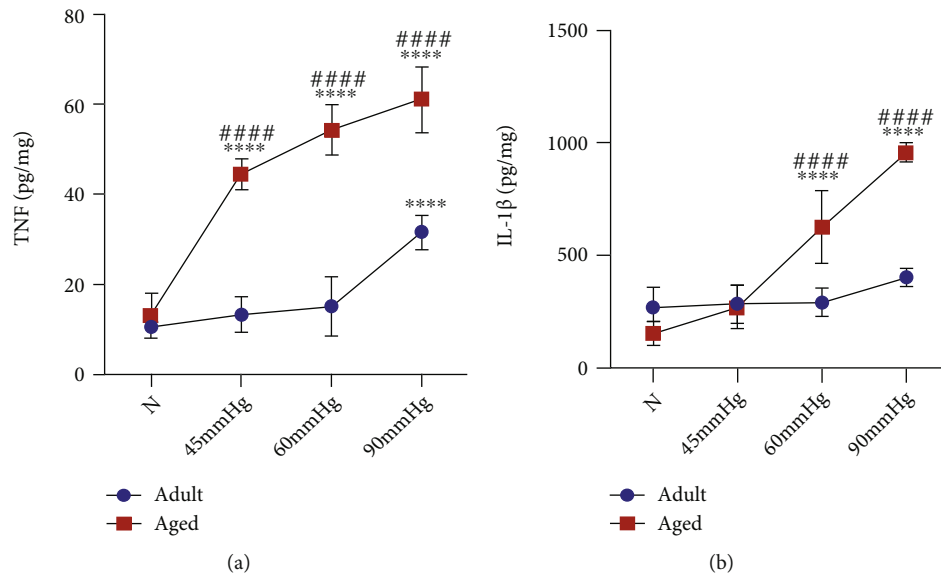 80
60
40
20
0
TNF (pg/mg)
####
****
####
****
####
****
****
N
45mmHg
60mmHg
90mmHg
Adult
Aged
(a)
1500
1000
500
0
IL-1β (pg/mg)
####
****
####
****
N
45mmHg
60mmHg
90mmHg
Adult
Aged
(b)